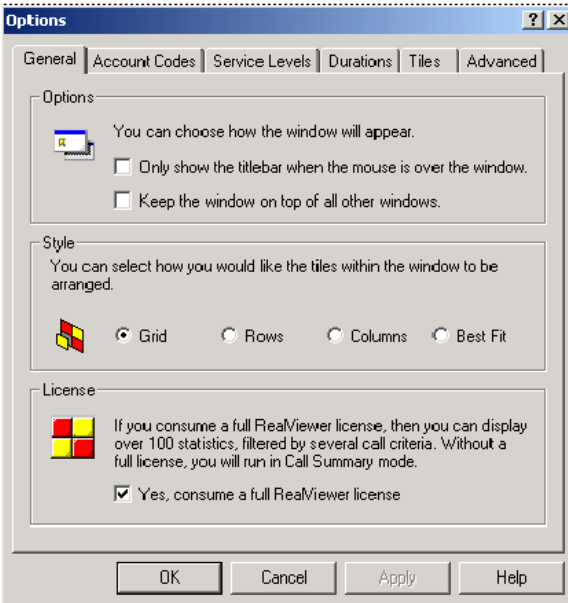 Options
General Account Codes Service Levels Durations Tiles Advanced
Options
You can choose how the window will appear.
Only show the titlebar when the mouse is over the window.
Keep the window on top of all other windows.
Style
You can select how you would like the tiles within the window to be
arranged.
Grid Rows Columns Best Fit
License
If you consume a full RealViewer license, then you can display
over 100 statistics, filtered by several call criteria. Without a
full license, you will run in Call Summary mode.
Yes, consume a full RealViewer license
OK Cancel Apply Help